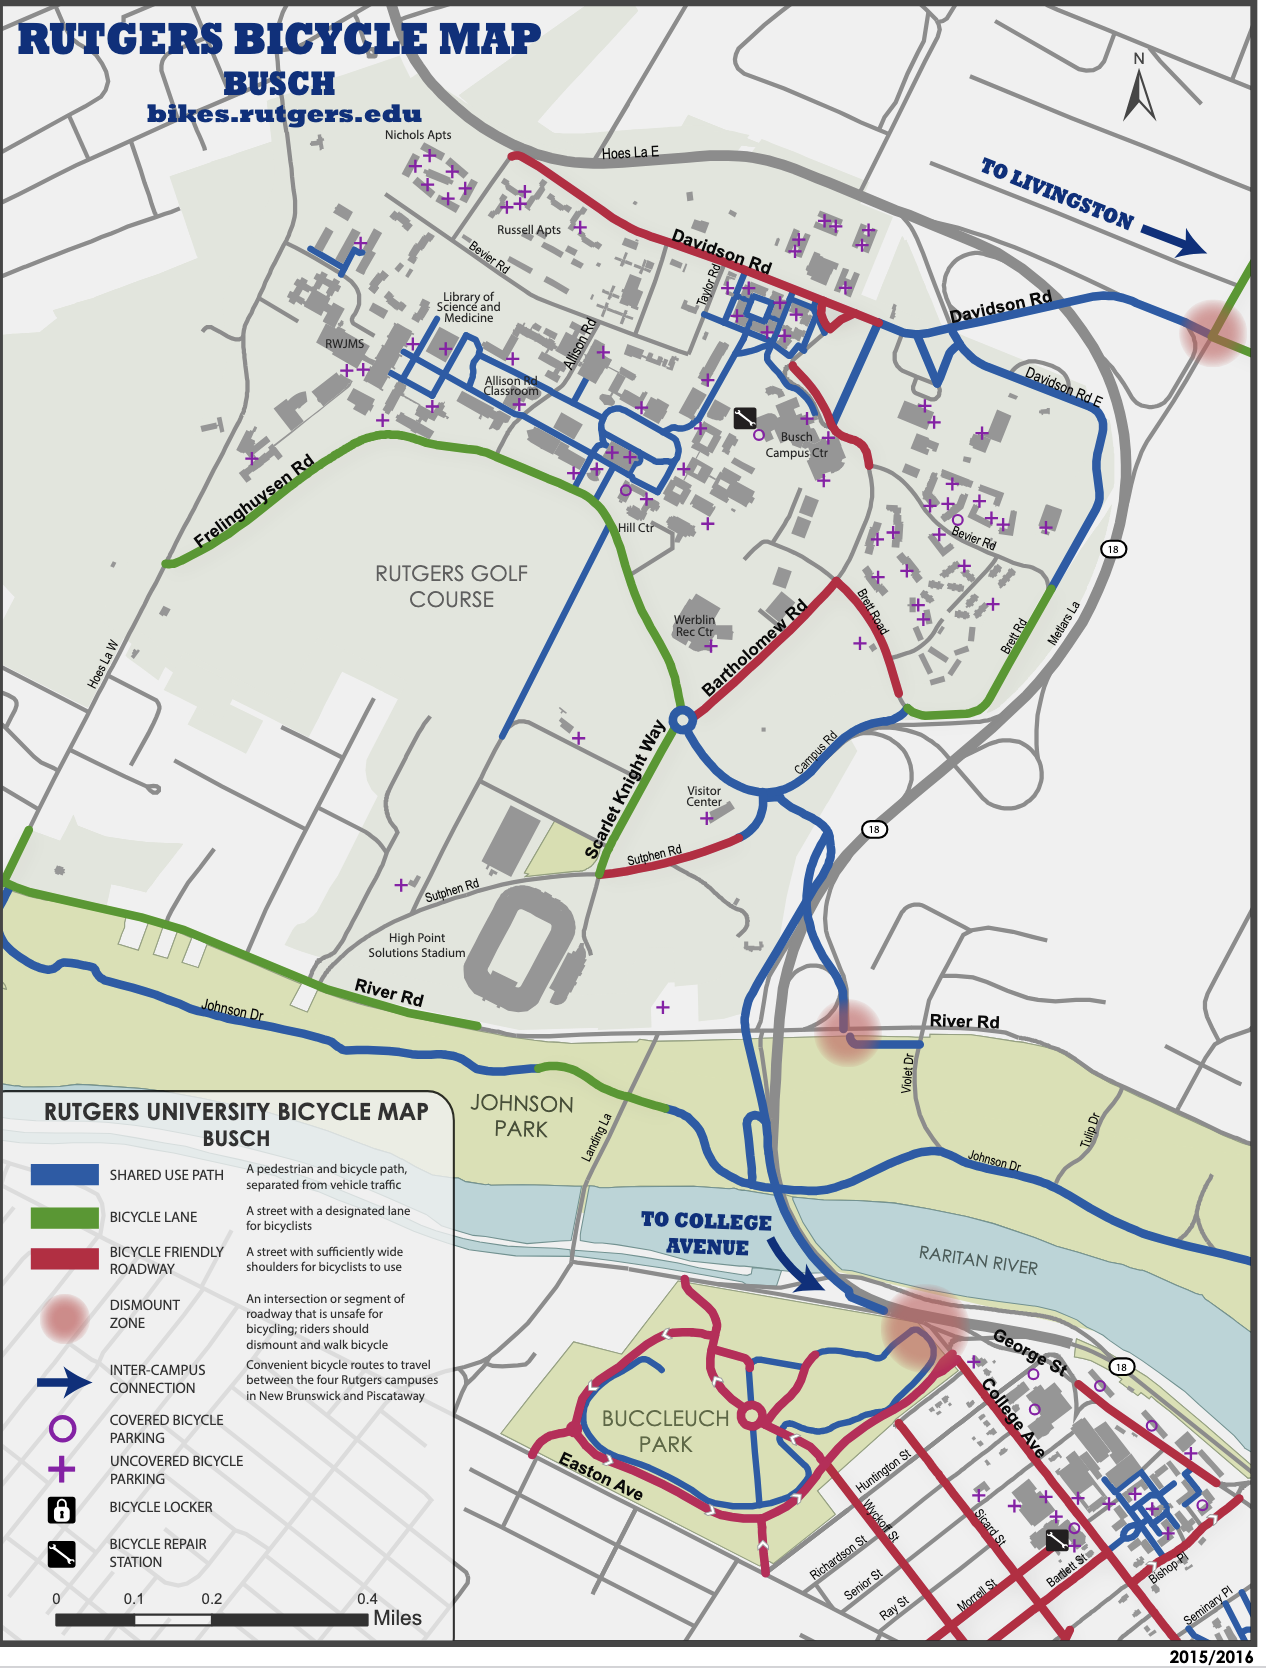 RUTGERS BICYCLE MAP
BUSCH
bikes.rutgers.edu
N
Nichols Apts
Hoes La E
TO LIVINGSTON
Russell Apts
Davidson Rd
Bevier Rd
Taylor Rd
Library of
Science and
Medicine
Davidson Rd
RWJMS
Allison Rd
Allison Rd
Classroom
Davidson Rd E
Busch
Campus Ctr
Frelinghuysen Rd
Hill Ctr
Bevier Rd
18
RUTGERS GOLF
COURSE
Werblin
Rec Ctr
Bartholomew Rd
Brett Road
Brett Rd
Metlars La
Hoes La W
Scarlet Knight Way
Campus Rd
Visitor
Center
18
Sutphen Rd
Sutphen Rd
High Point
Solutions Stadium
River Rd
Johnson Dr
River Rd
Violet Dr
JOHNSON
PARK
Landing La
Tulip Dr
Johnson Dr
TO COLLEGE
AVENUE
RARITAN RIVER
George St
18
College Ave
BUCCLEUCH
PARK
Easton Ave
Huntington St
Wyckoff St
Sicard St
Richardson St
Senior St
Ray St
Morrell St
Bartlett St
Bishop Pl
Seminary Pl
RUTGERS UNIVERSITY BICYCLE MAP
BUSCH
SHARED USE PATH
A pedestrian and bicycle path,
separated from vehicle traffic
BICYCLE LANE
A street with a designated lane
for bicyclists
BICYCLE FRIENDLY
ROADWAY
A street with sufficiently wide
shoulders for bicyclists to use
DISMOUNT
ZONE
An intersection or segment of
roadway that is unsafe for
bicycling; riders should
dismount and walk bicycle
INTER-CAMPUS
CONNECTION
Convenient bicycle routes to travel
between the four Rutgers campuses
in New Brunswick and Piscataway
COVERED BICYCLE
PARKING
UNCOVERED BICYCLE
PARKING
BICYCLE LOCKER
BICYCLE REPAIR
STATION
0 0.1 0.2 0.4
Miles
2015/2016